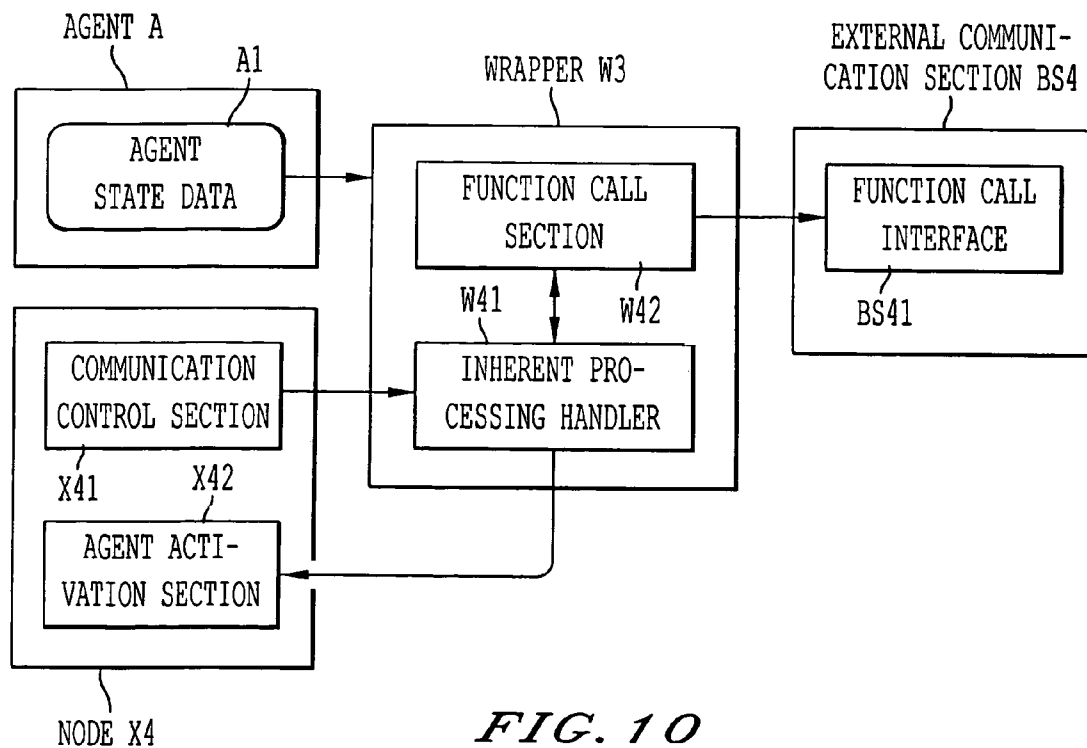 AGENT A
A1
AGENT
STATE DATA
WRAPPER W3
EXTERNAL COMMUNI-
CATION SECTION BS4
FUNCTION CALL
SECTION
W42
FUNCTION CALL
INTERFACE
BS41
W41
INHERENT PRO-
CESSING HANDLER
COMMUNICATION
CONTROL SECTION
X41
X42
AGENT ACTI-
VATION SECTION
NODE X4
FIG. 10